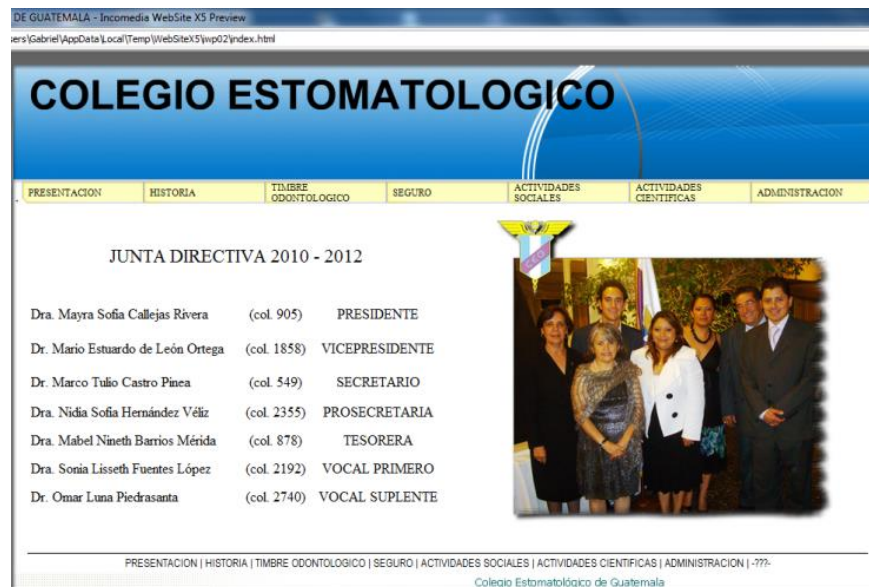 DE GUATEMALA - Incomedia WebSite X5 Preview
sers\Gabriel\AppData\Local\Temp\WebSiteX5\iwp02\index.html
COLEGIO ESTOMATOLOGICO
PRESENTACION HISTORIA TIMBRE ODONTOLOGICO SEGURO ACTIVIDADES SOCIALES ACTIVIDADES CIENTIFICAS ADMINISTRACION
JUNTA DIRECTIVA 2010 - 2012
Dra. Mayra Sofia Callejas Rivera (col. 905) PRESIDENTE
Dr. Mario Estuardo de León Ortega (col. 1858) VICEPRESIDENTE
Dr. Marco Tulio Castro Pinea (col. 549) SECRETARIO
Dra. Nidia Sofia Hernández Véliz (col. 2355) PROSECRETARIA
Dra. Mabel Nineth Barrios Mérida (col. 878) TESORERA
Dra. Sonia Lisseth Fuentes López (col. 2192) VOCAL PRIMERO
Dr. Omar Luna Piedrasanta (col. 2740) VOCAL SUPLENTE
PRESENTACION | HISTORIA | TIMBRE ODONTOLOGICO | SEGURO | ACTIVIDADES SOCIALES | ACTIVIDADES CIENTIFICAS | ADMINISTRACION | -???-
Colegio Estomatológico de Guatemala